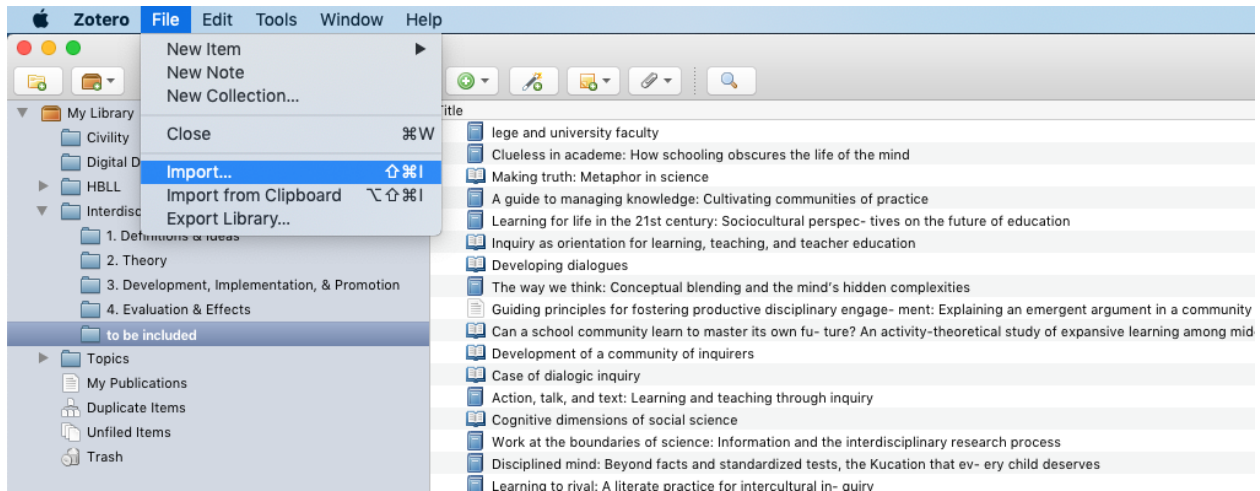 Zotero File Edit Tools Window Help
New Item
New Note
New Collection...
Close ⌘W
Import... ⇧⌘I
Import from Clipboard ⌥⇧⌘I
Export Library...
My Library
Civility
Digital D
HBLL
Interdisc
1. Definitions & Ideas
2. Theory
3. Development, Implementation, & Promotion
4. Evaluation & Effects
to be included
Topics
My Publications
Duplicate Items
Unfiled Items
Trash
itle
lege and university faculty
Clueless in academe: How schooling obscures the life of the mind
Making truth: Metaphor in science
A guide to managing knowledge: Cultivating communities of practice
Learning for life in the 21st century: Sociocultural perspec- tives on the future of education
Inquiry as orientation for learning, teaching, and teacher education
Developing dialogues
The way we think: Conceptual blending and the mind's hidden complexities
Guiding principles for fostering productive disciplinary engage- ment: Explaining an emergent argument in a community
Can a school community learn to master its own fu- ture? An activity-theoretical study of expansive learning among mid
Development of a community of inquirers
Case of dialogic inquiry
Action, talk, and text: Learning and teaching through inquiry
Cognitive dimensions of social science
Work at the boundaries of science: Information and the interdisciplinary research process
Disciplined mind: Beyond facts and standardized tests, the Kucation that ev- ery child deserves
Learning to rival: A literate practice for intercultural in- quiry